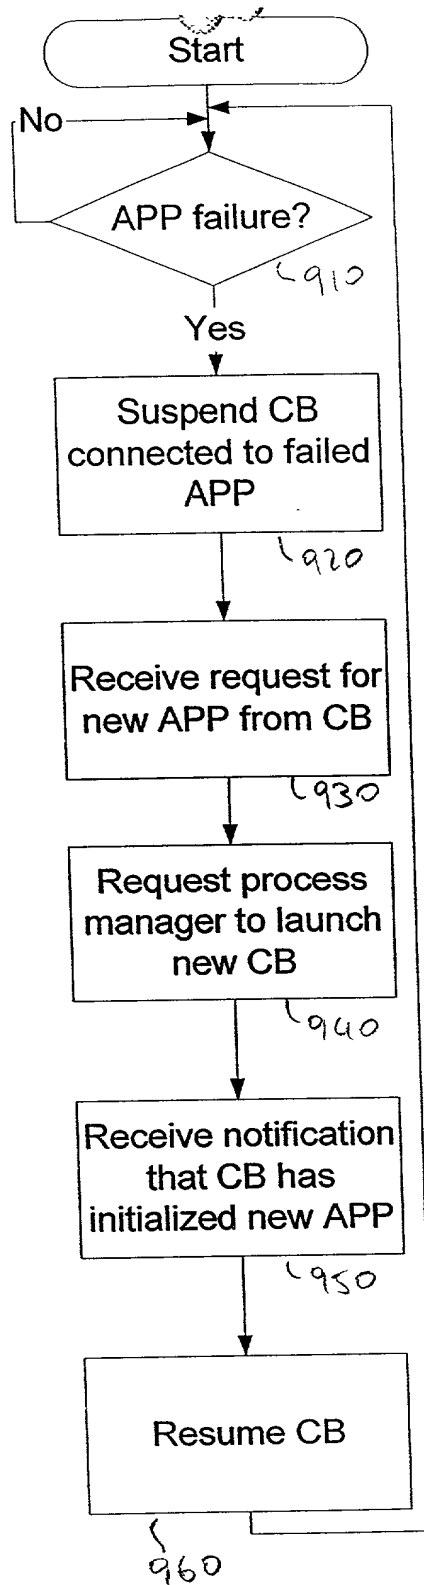 Start
No
APP failure?
910
Yes
Suspend CB
connected to failed
APP
920
Receive request for
new APP from CB
930
Request process
manager to launch
new CB
940
Receive notification
that CB has
initialized new APP
950
Resume CB
960